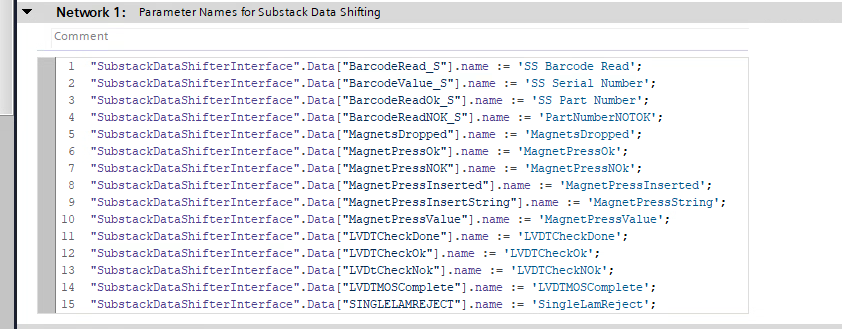 Network 1: Parameter Names for Substack Data Shifting
Comment
1 "SubstackDataShifterInterface".Data["BarcodeRead_S"].name := 'SS Barcode Read';
2 "SubstackDataShifterInterface".Data["BarcodeValue_S"].name := 'SS Serial Number';
3 "SubstackDataShifterInterface".Data["BarcodeReadOk_S"].name := 'SS Part Number';
4 "SubstackDataShifterInterface".Data["BarcodeReadNOK_S"].name := 'PartNumberNOTOK';
5 "SubstackDataShifterInterface".Data["MagnetsDropped"].name := 'MagnetsDropped';
6 "SubstackDataShifterInterface".Data["MagnetPressOk"].name := 'MagnetPressOk';
7 "SubstackDataShifterInterface".Data["MagnetPressNOK"].name := 'MagnetPressNOk';
8 "SubstackDataShifterInterface".Data["MagnetPressInserted"].name := 'MagnetPressInserted';
9 "SubstackDataShifterInterface".Data["MagnetPressInsertString"].name := 'MagnetPressString';
10 "SubstackDataShifterInterface".Data["MagnetPressValue"].name := 'MagnetPressValue';
11 "SubstackDataShifterInterface".Data["LVDTCheckDone"].name := 'LVDTCheckDone';
12 "SubstackDataShifterInterface".Data["LVDTCheckOk"].name := 'LVDTCheckOk';
13 "SubstackDataShifterInterface".Data["LVDtCheckNok"].name := 'LVDTCheckNOk';
14 "SubstackDataShifterInterface".Data["LVDTMOSComplete"].name := 'LVDTMOSComplete';
15 "SubstackDataShifterInterface".Data["SINGLELAMREJECT"].name := 'SingleLamReject';